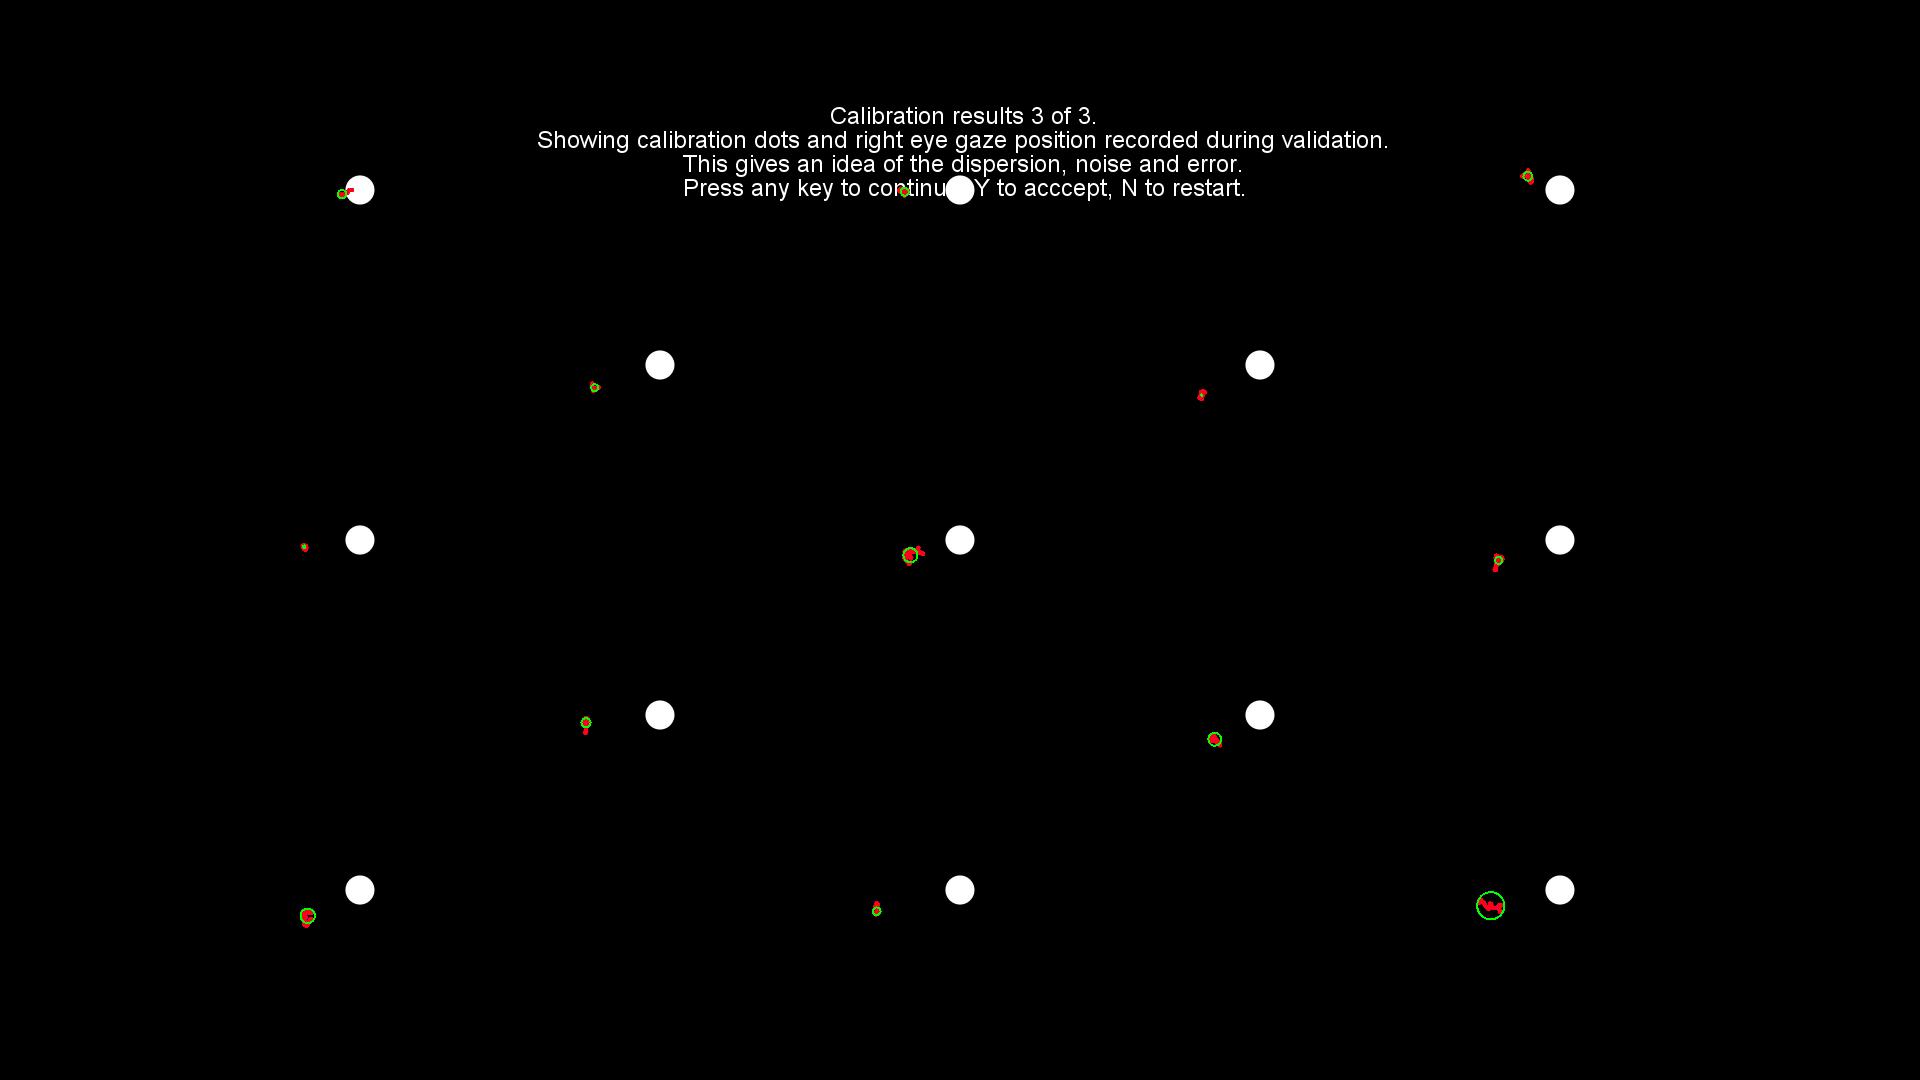 Calibration results 3 of 3.
Showing calibration dots and right eye gaze position recorded during validation.
This gives an idea of the dispersion, noise and error.
Press any key to continu Y to acccept, N to restart.